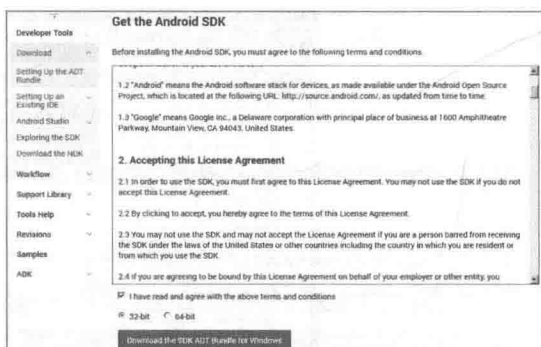 Developer Tools
Download
Setting Up the ADT
Bundle
Setting Up an
Existing IDE
Android Studio
Exploring the SDK
Download the NDK
Workflow
Support Library
Tools Help
Revisions
Samples
ADK
Get the Android SDK
Before installing the Android SDK, you must agree to the following terms and conditions.
1.2 "Android" means the Android software stack for devices, as made available under the Android Open Source
Project, which is located at the following URL: http://source.android.com/, as updated from time to time.
1.3 "Google" means Google Inc., a Delaware corporation with principal place of business at 1600 Amphitheatre
Parkway, Mountain View, CA 94043, United States.
2. Accepting this License Agreement
2.1 In order to use the SDK, you must first agree to this License Agreement. You may not use the SDK if you do not
accept this License Agreement.
2.2 By clicking to accept, you hereby agree to the terms of this License Agreement.
2.3 You may not use the SDK and may not accept the License Agreement if you are a person barred from receiving
the SDK under the laws of the United States or other countries including the country in which you are resident or
from which you use the SDK.
2.4 If you are agreeing to be bound by this License Agreement on behalf of your employer or other entity, you
I have read and agree with the above terms and conditions
32-bit 64-bit
Download the SDK ADT Bundle for Windows